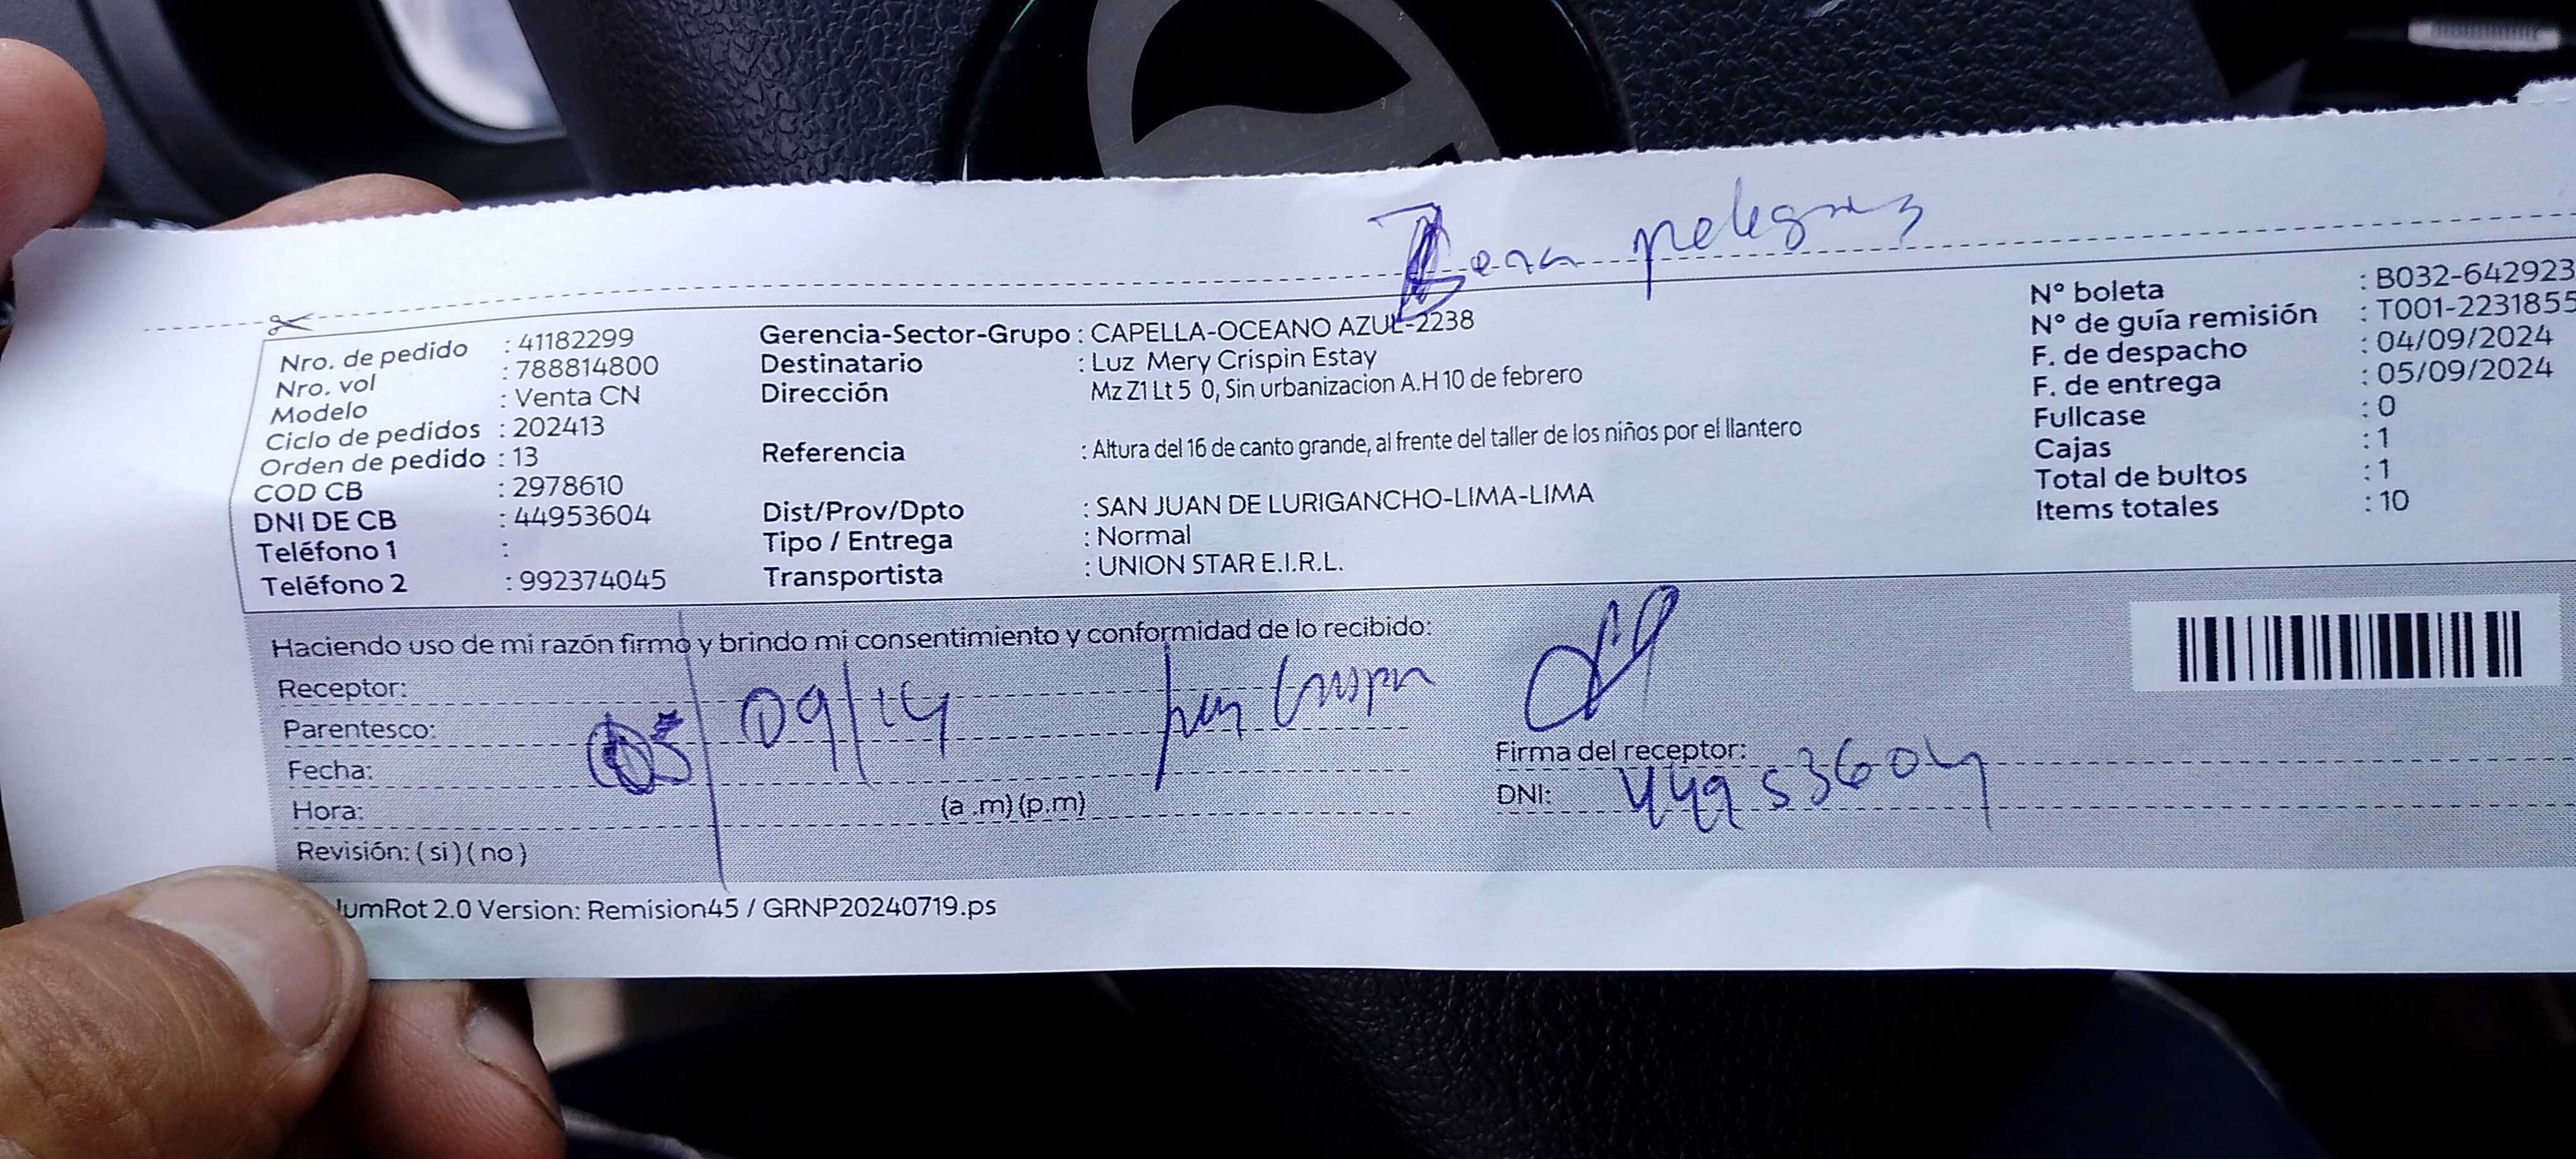 Zona peligrosa
Nro. de pedido : 41182299
Nro. vol : 788814800
Modelo : Venta CN
Ciclo de pedidos : 202413
Orden de pedido : 13
COD CB : 2978610
DNI DE CB : 44953604
Teléfono 1 :
Teléfono 2 : 992374045
Gerencia-Sector-Grupo : CAPELLA-OCEANO AZUL-2238
Destinatario : Luz Mery Crispin Estay
Dirección Mz Z1 Lt 5 0, Sin urbanizacion A.H 10 de febrero
Referencia : Altura del 16 de canto grande, al frente del taller de los niños por el llantero
Dist/Prov/Dpto : SAN JUAN DE LURIGANCHO-LIMA-LIMA
Tipo / Entrega : Normal
Transportista : UNION STAR E.I.R.L.
N° boleta : B032-642923
N° de guía remisión : T001-2231855
F. de despacho : 04/09/2024
F. de entrega : 05/09/2024
Fullcase : 0
Cajas : 1
Total de bultos : 1
Items totales : 10
Haciendo uso de mi razón firmo y brindo mi consentimiento y conformidad de lo recibido:
Receptor:
Parentesco: 05/09/24 Crispin
Fecha:
Hora: (a .m) (p.m)
Revisión: ( si ) ( no )
Firma del receptor:
DNI: 44953604
umRot 2.0 Version: Remision45 / GRNP20240719.ps